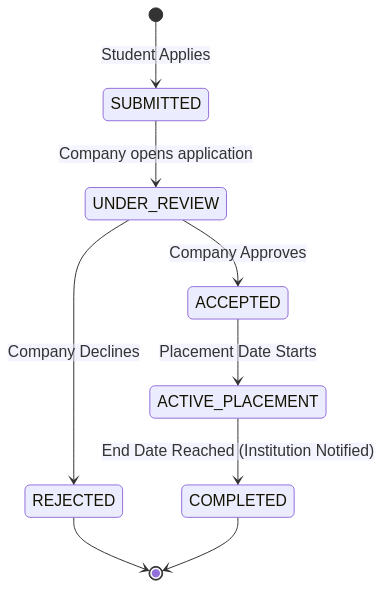 Student Applies
SUBMITTED
Company opens application
UNDER_REVIEW
Company Approves
ACCEPTED
Company Declines
Placement Date Starts
ACTIVE_PLACEMENT
End Date Reached (Institution Notified)
REJECTED
COMPLETED